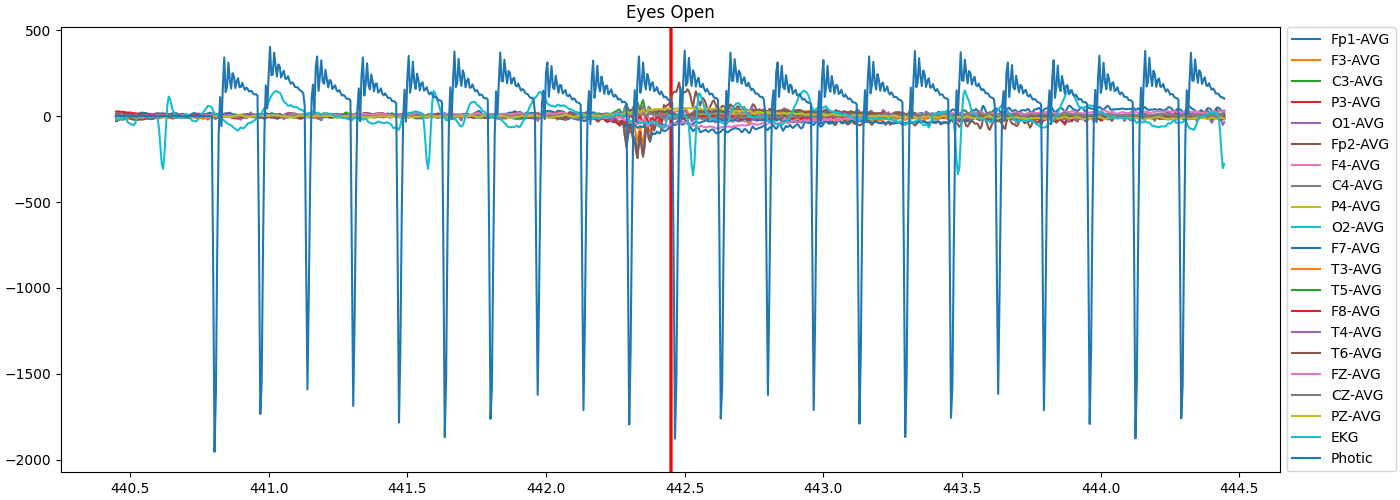 Eyes Open
500
0
−500
−1000
−1500
−2000
440.5 441.0 441.5 442.0 442.5 443.0 443.5 444.0 444.5
Fp1-AVG
F3-AVG
C3-AVG
P3-AVG
O1-AVG
Fp2-AVG
F4-AVG
C4-AVG
P4-AVG
O2-AVG
F7-AVG
T3-AVG
T5-AVG
F8-AVG
T4-AVG
T6-AVG
FZ-AVG
CZ-AVG
PZ-AVG
EKG
Photic